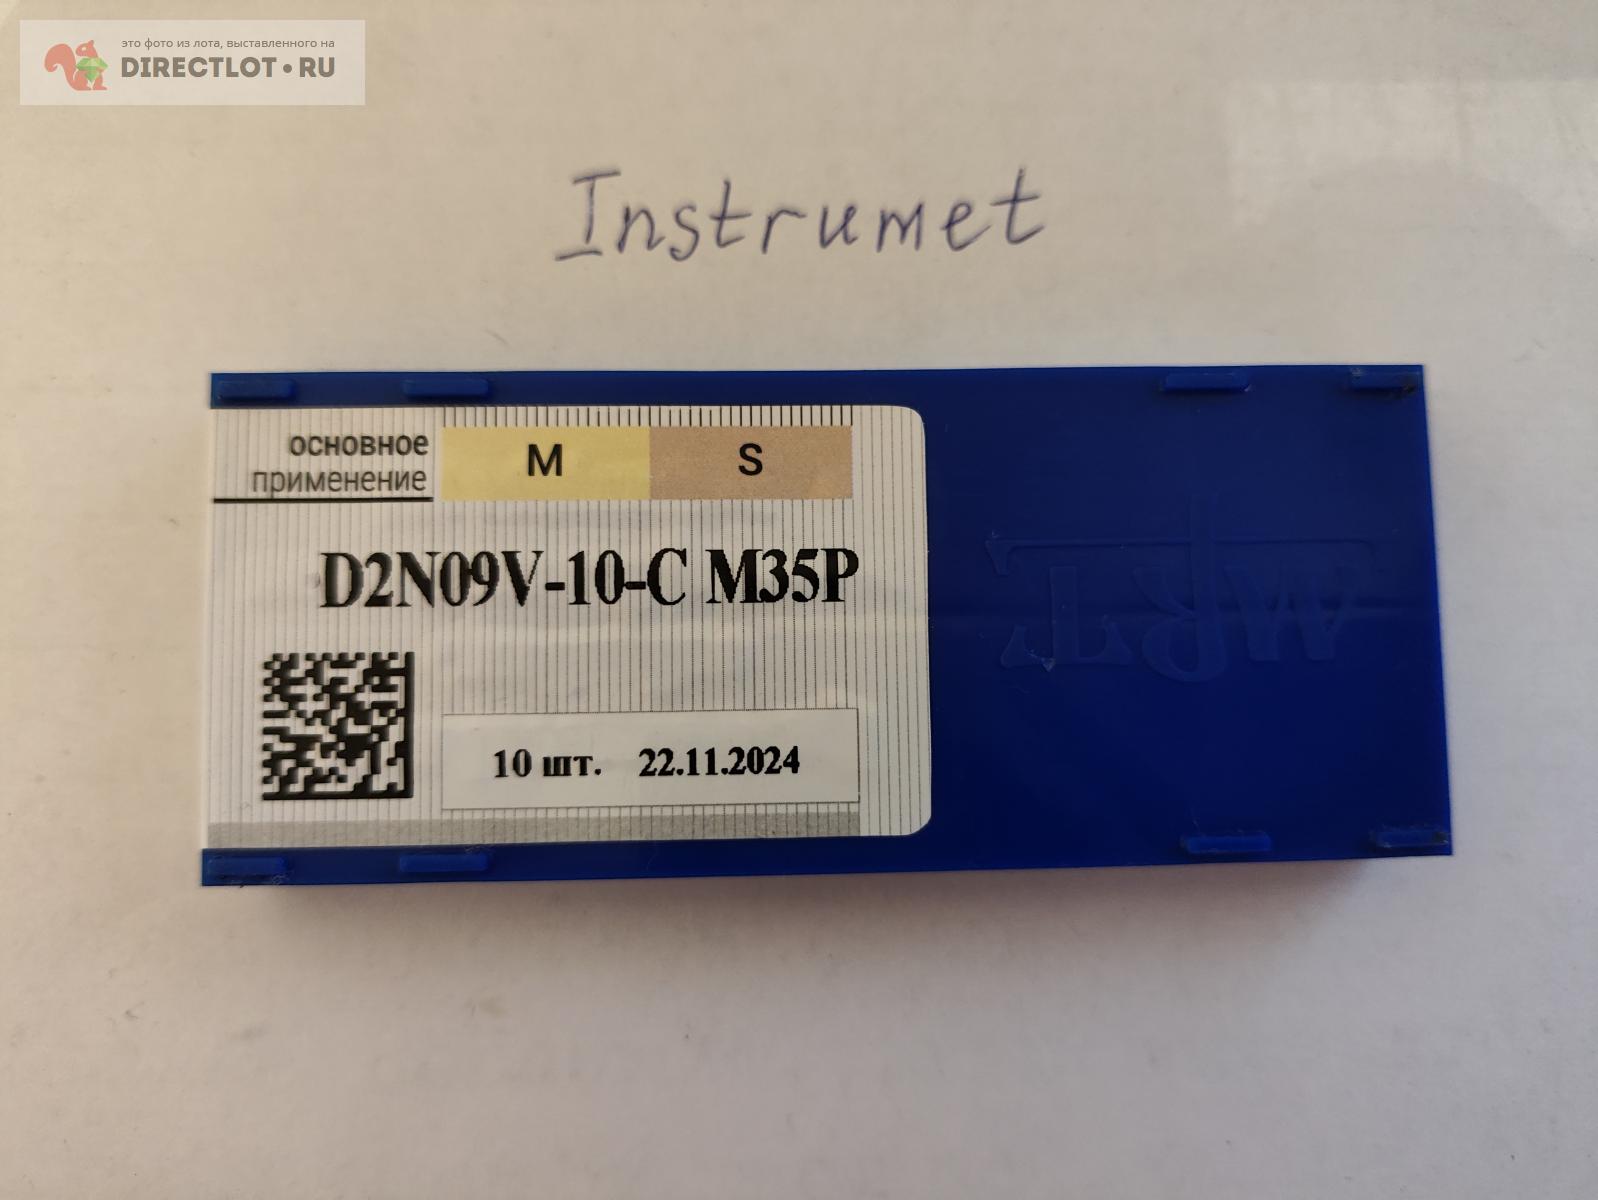 это фото из лота, выставленного на
DIRECTLOT•RU
Instrumet
основное
применение
M S
D2N09V-10-C M35P
10 шт. 22.11.2024